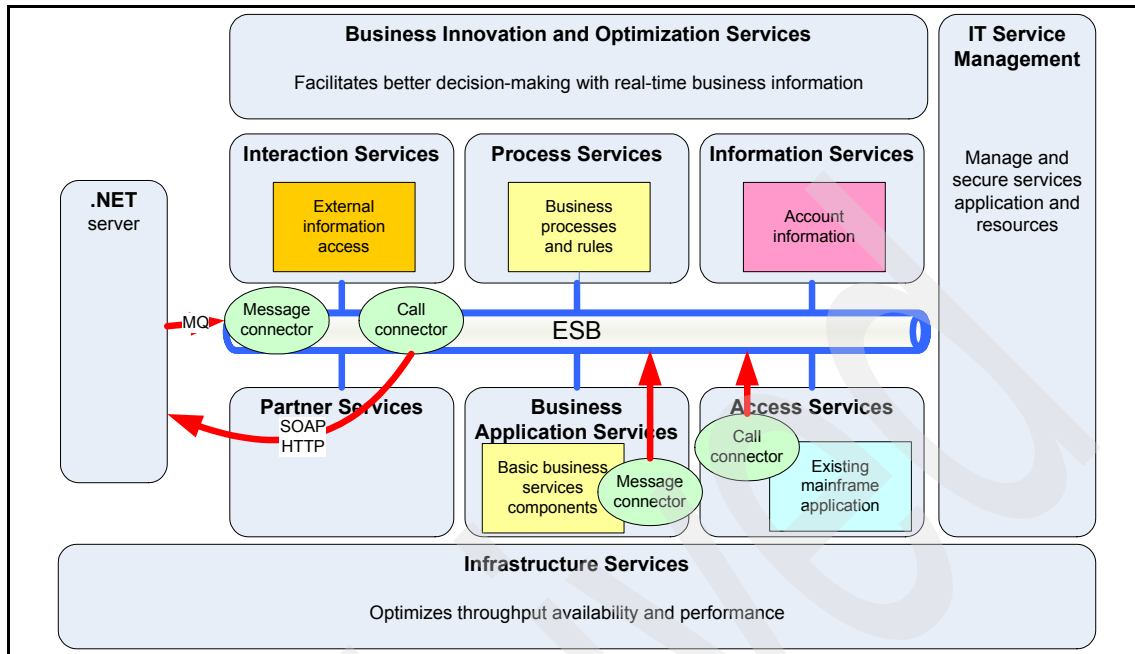 Business Innovation and Optimization Services
Facilitates better decision-making with real-time business information
IT Service
Management
Manage and
secure services
application and
resources
Interaction Services
External
information
access
Process Services
Business
processes
and rules
Information Services
Account
information
.NET
server
MQ
Message
connector
Call
connector
ESB
Partner Services
SOAP
HTTP
Business
Application Services
Basic business
services
components
Message
connector
Access Services
Call
connector
Existing
mainframe
application
Infrastructure Services
Optimizes throughput availability and performance